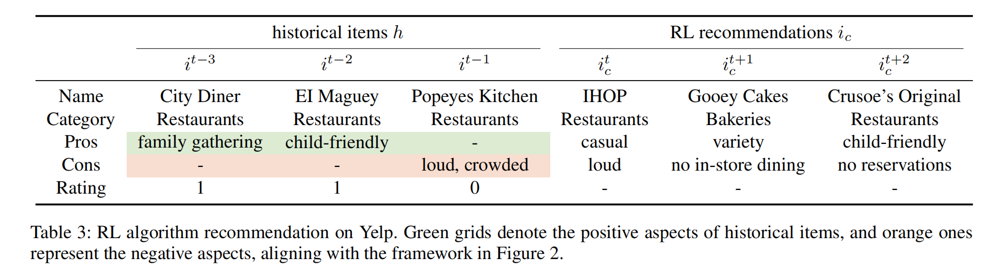 historical items h RL recommendations i_c
i^{t−3} i^{t−2} i^{t−1} i_c^t i_c^{t+1} i_c^{t+2}
Name City Diner EI Maguey Popeyes Kitchen IHOP Gooey Cakes Crusoe's Original
Category Restaurants Restaurants Restaurants Restaurants Bakeries Restaurants
Pros family gathering child-friendly - casual variety child-friendly
Cons - - loud, crowded loud no in-store dining no reservations
Rating 1 1 0 - - -
Table 3: RL algorithm recommendation on Yelp. Green grids denote the positive aspects of historical items, and orange ones
represent the negative aspects, aligning with the framework in Figure 2.